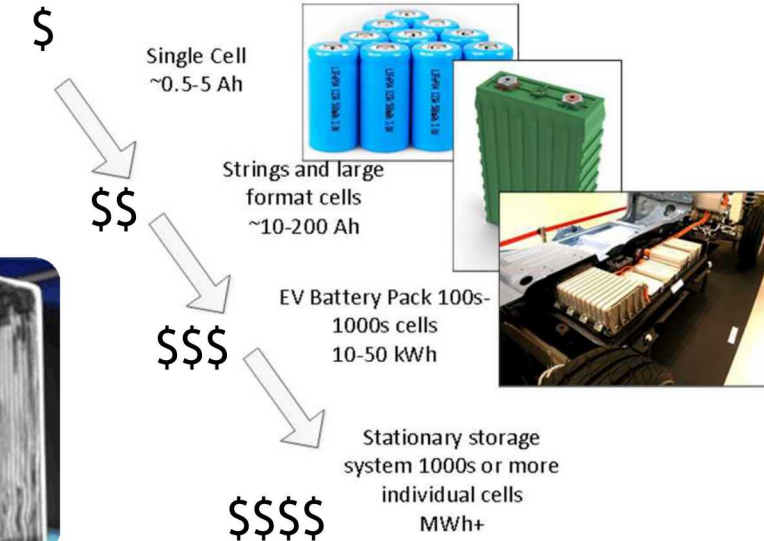 $
Single Cell
~0.5-5 Ah
$$
Strings and large
format cells
~10-200 Ah
$$$
EV Battery Pack 100s-
1000s cells
10-50 kWh
$$$$
Stationary storage
system 1000s or more
individual cells
MWh+